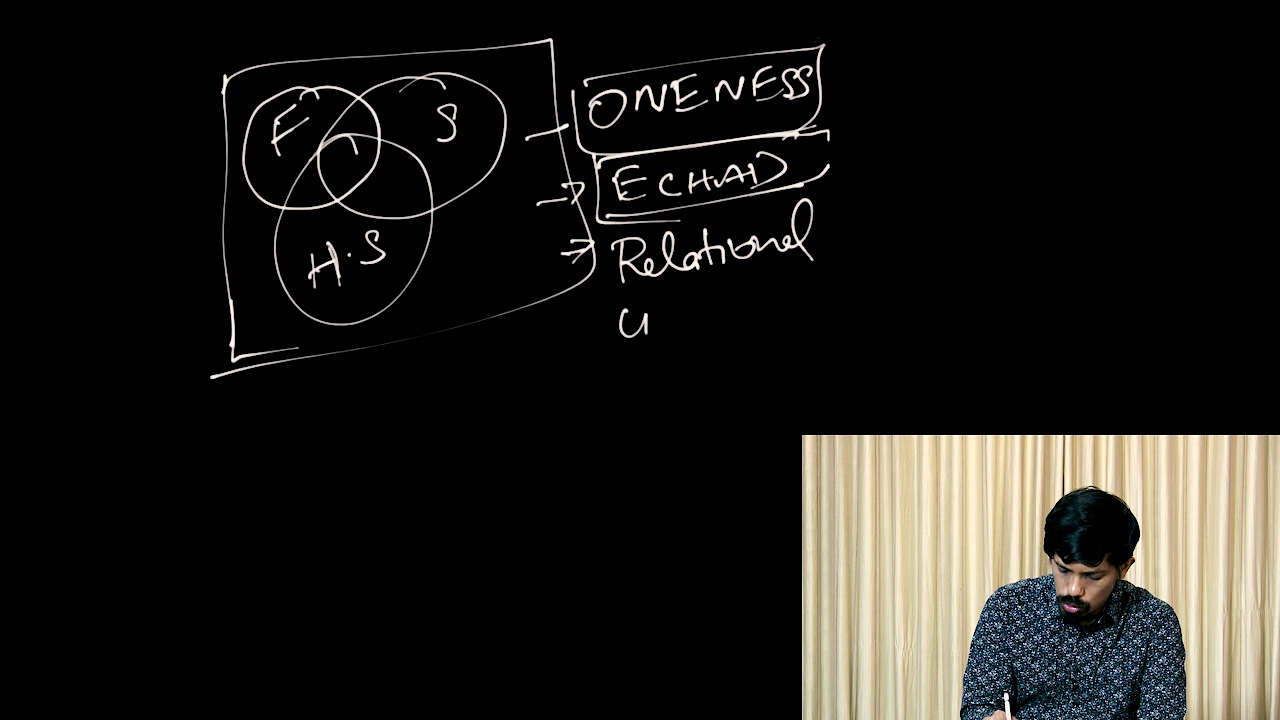 F S
H.S
ONENESS
ECHAD
Relational
U